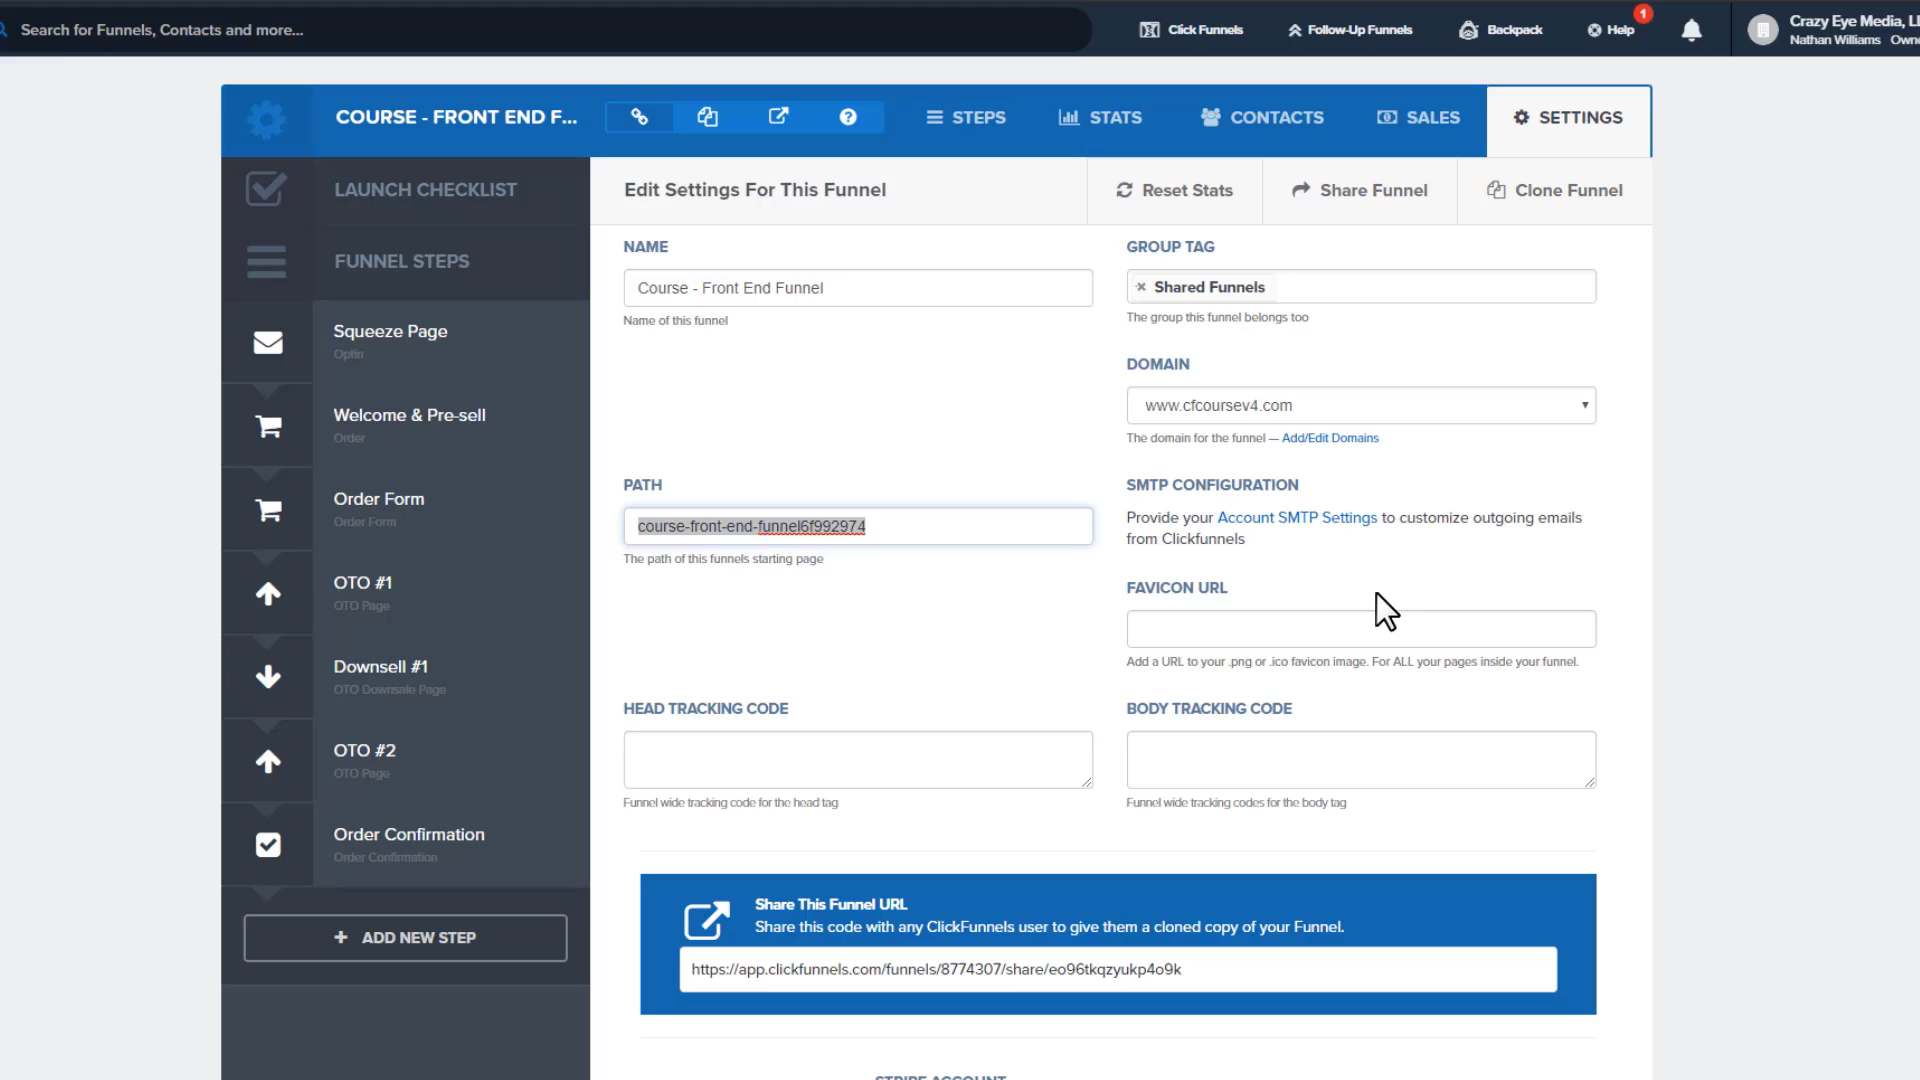 Search for Funnels, Contacts and more...
Click Funnels
Follow-Up Funnels
Backpack
Help
1
Crazy Eye Media,
Nathan Williams
COURSE - FRONT END F...
STEPS
STATS
CONTACTS
SALES
SETTINGS
LAUNCH CHECKLIST
FUNNEL STEPS
Squeeze Page
Optin
Welcome & Pre-sell
Order
Order Form
Order Form
OTO #1
OTO Page
Downsell #1
OTO Downsale Page
OTO #2
OTO Page
Order Confirmation
Order Confirmation
+ ADD NEW STEP
Edit Settings For This Funnel
Reset Stats
Share Funnel
Clone Funnel
NAME
Course - Front End Funnel
Name of this funnel
GROUP TAG
× Shared Funnels
The group this funnel belongs too
DOMAIN
www.cfcoursev4.com
The domain for the funnel — Add/Edit Domains
PATH
course-front-end-funnel6f992974
The path of this funnels starting page
SMTP CONFIGURATION
Provide your Account SMTP Settings to customize outgoing emails
from Clickfunnels
FAVICON URL
Add a URL to your .png or .ico favicon image. For ALL your pages inside your funnel.
HEAD TRACKING CODE
Funnel wide tracking code for the head tag
BODY TRACKING CODE
Funnel wide tracking codes for the body tag
Share This Funnel URL
Share this code with any ClickFunnels user to give them a cloned copy of your Funnel.
https://app.clickfunnels.com/funnels/8774307/share/eo96tkqzyukp4o9k
STRIPE ACCOUNT